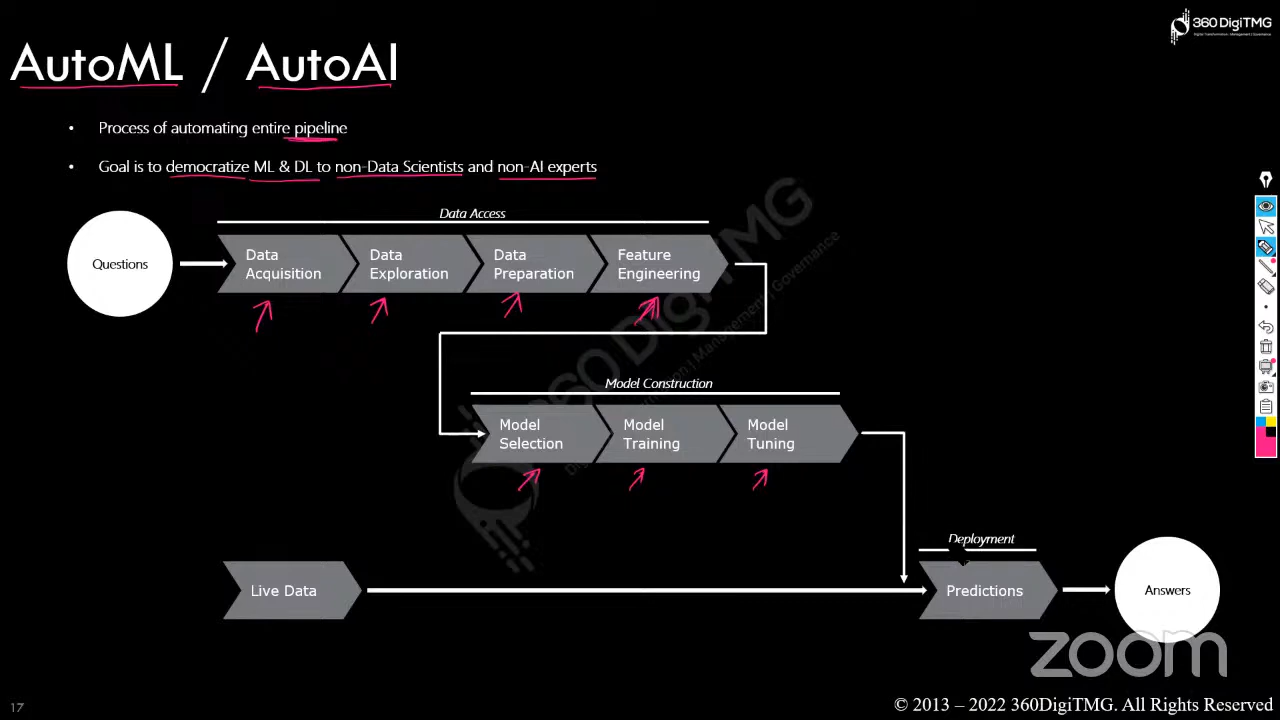 360DigiTMG
AutoML / AutoAI
• Process of automating entire pipeline
• Goal is to democratize ML & DL to non-Data Scientists and non-AI experts
Data Access
Questions
Data Acquisition
Data Exploration
Data Preparation
Feature Engineering
Model Construction
Model Selection
Model Training
Model Tuning
Deployment
Live Data
Predictions
Answers
zoom
17
© 2013 – 2022 360DigiTMG. All Rights Reserved